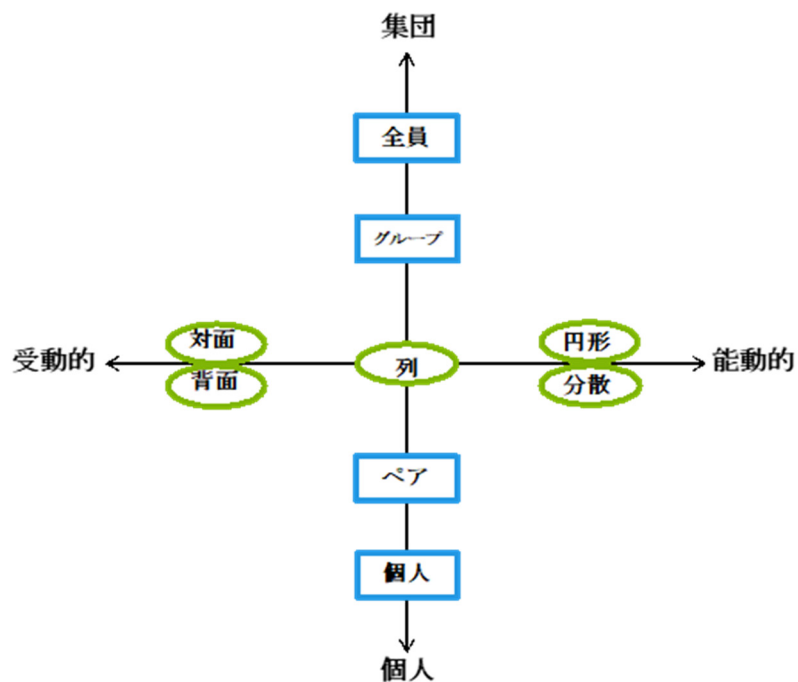 集団
全員
グループ
対面
円形
受動的
列
能動的
背面
分散
ペア
個人
個人